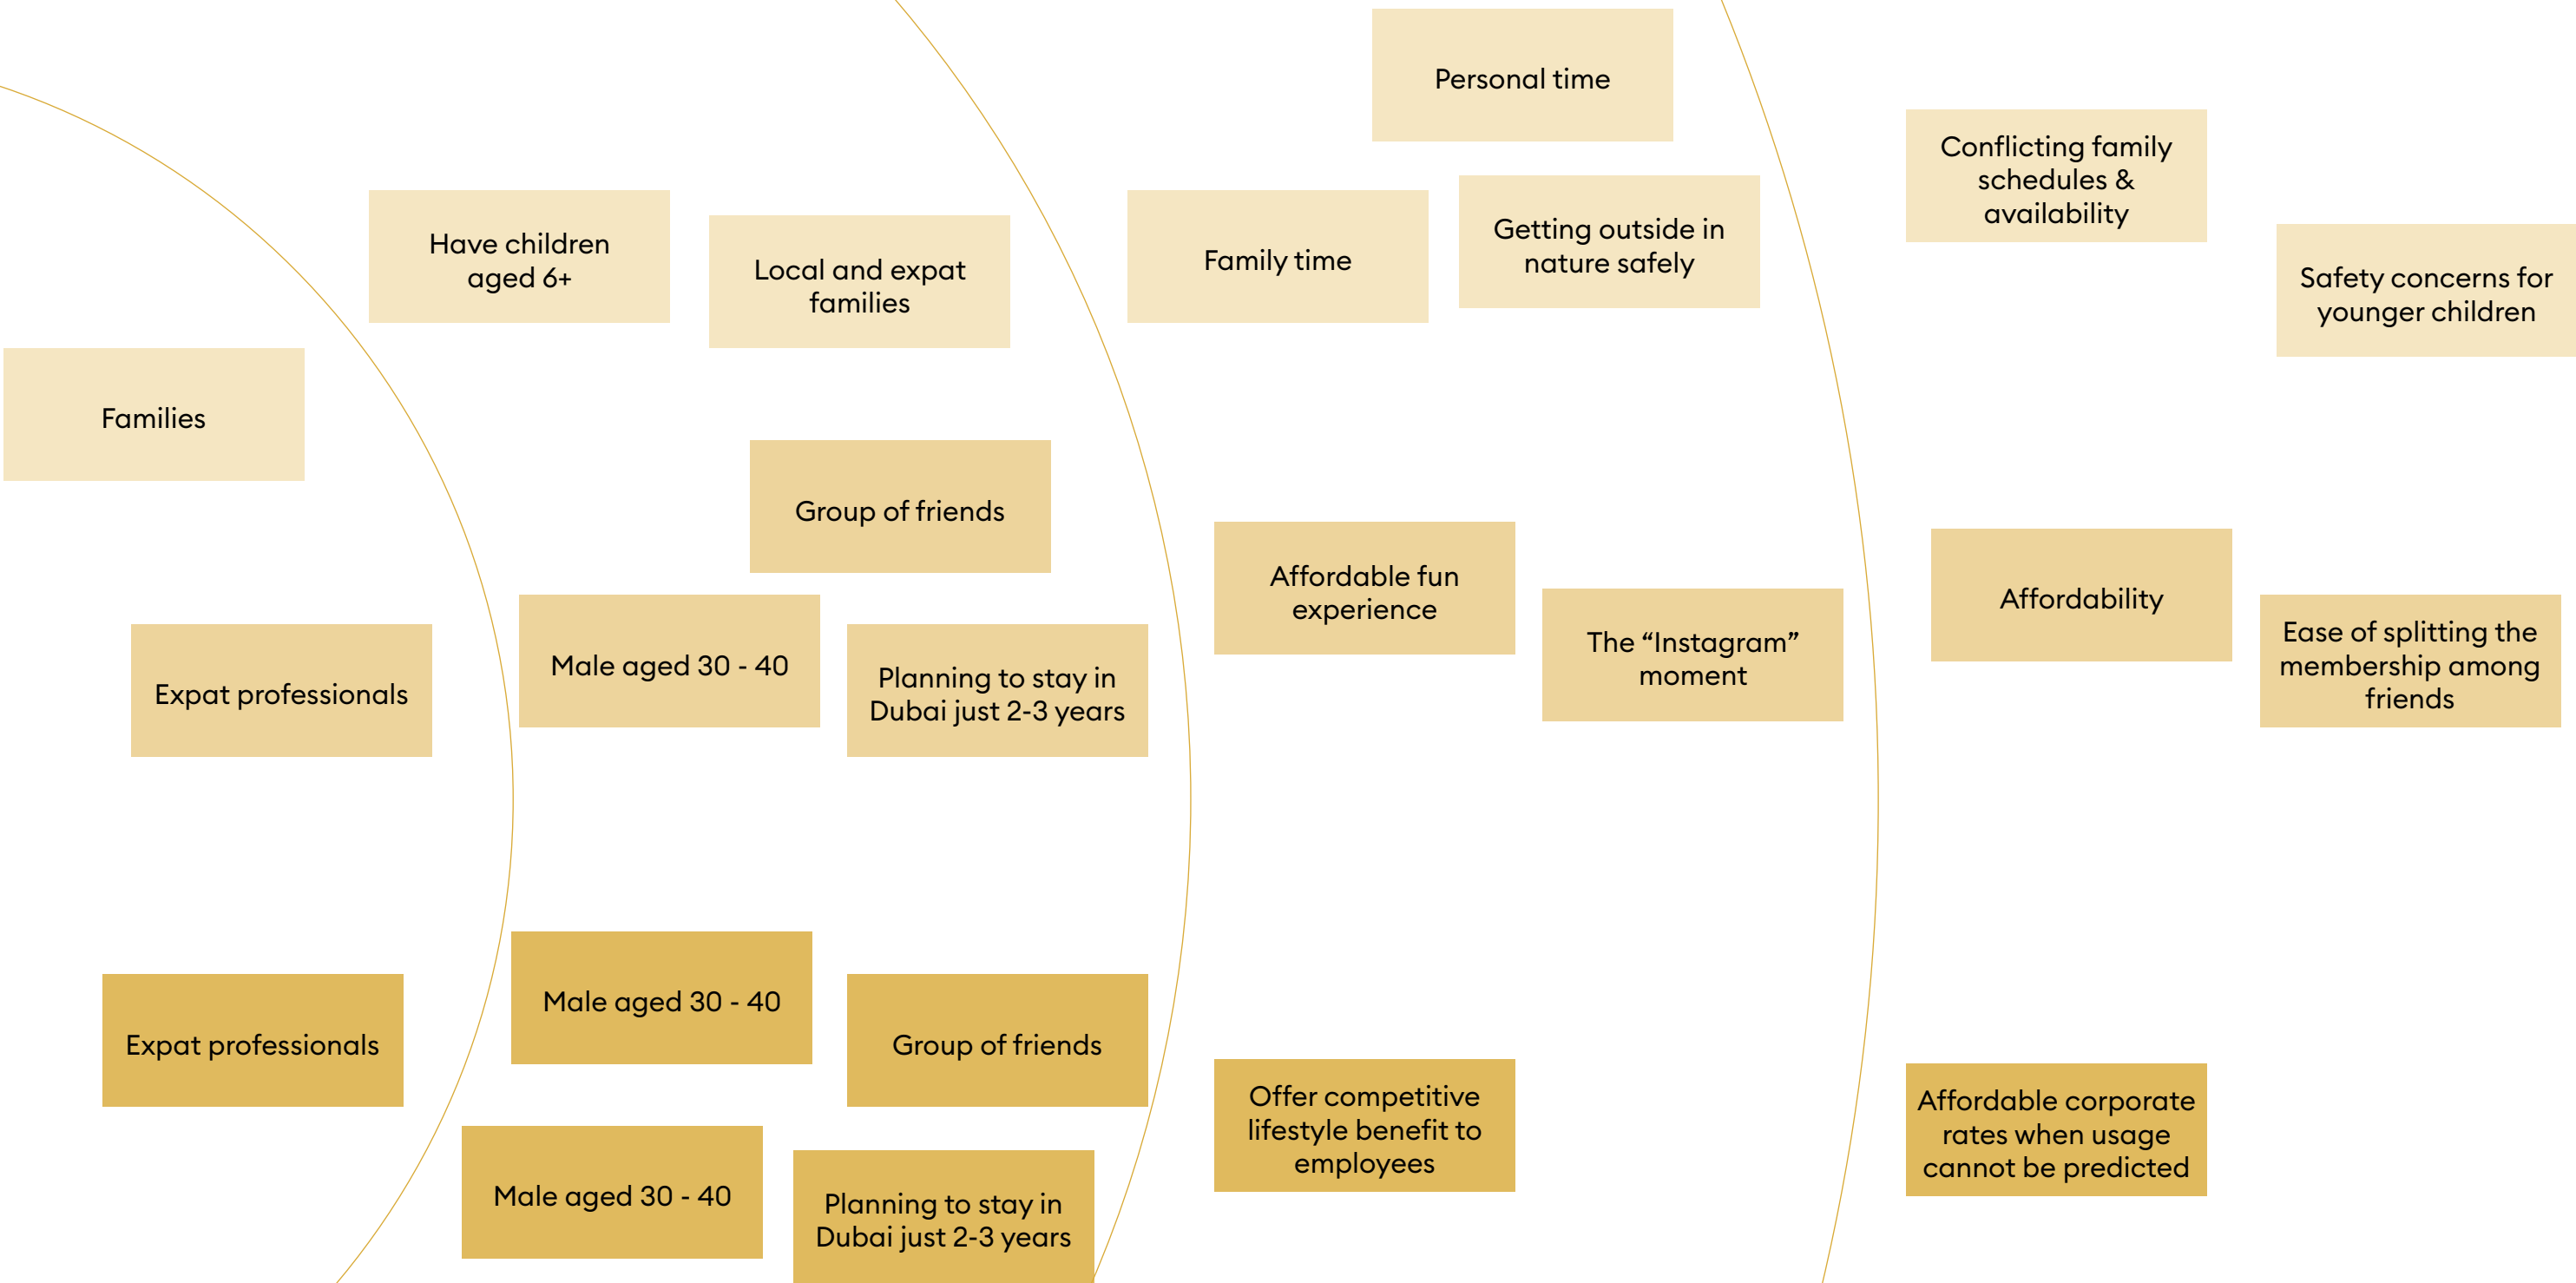 Personal time
Conflicting family
schedules &
availability
Have children
aged 6+
Local and expat
families
Family time
Getting outside in
nature safely
Safety concerns for
younger children
Families
Group of friends
Affordable fun
experience
The “Instagram”
moment
Affordability
Ease of splitting the
membership among
friends
Expat professionals
Male aged 30 - 40
Planning to stay in
Dubai just 2-3 years
Expat professionals
Male aged 30 - 40
Group of friends
Male aged 30 - 40
Planning to stay in
Dubai just 2-3 years
Offer competitive
lifestyle benefit to
employees
Affordable corporate
rates when usage
cannot be predicted